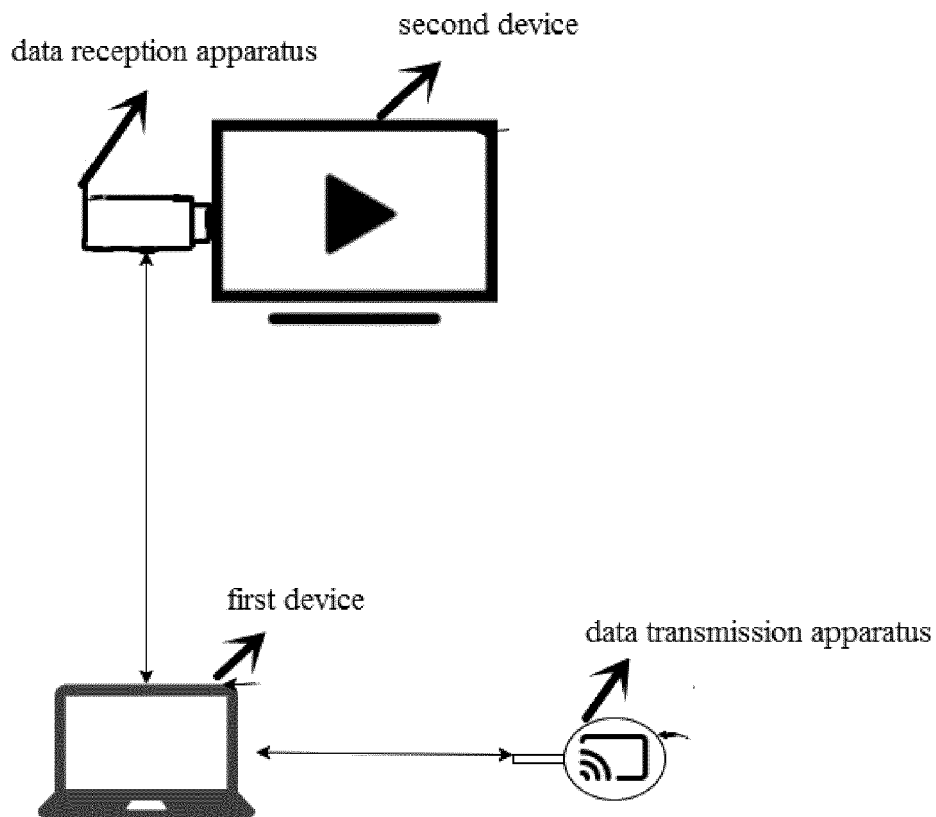 second device
data reception apparatus
first device
data transmission apparatus